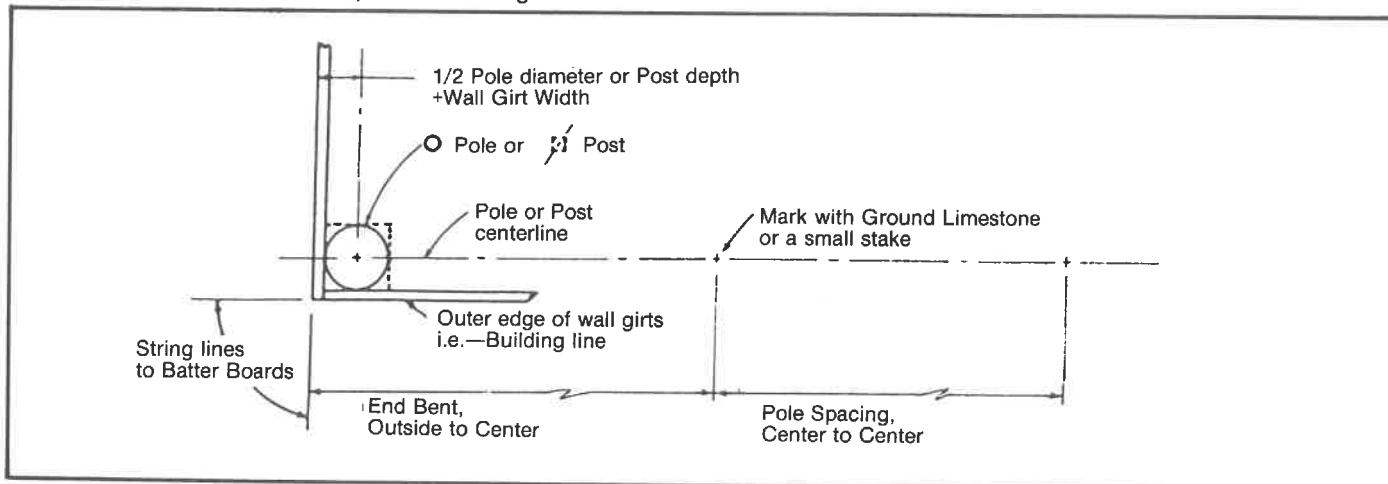 1/2 Pole diameter or Post depth
+Wall Girt Width
Pole or Post
Pole or Post
centerline
Mark with Ground Limestone
or a small stake
Outer edge of wall girts
i.e.—Building line
String lines
to Batter Boards
End Bent,
Outside to Center
Pole Spacing,
Center to Center